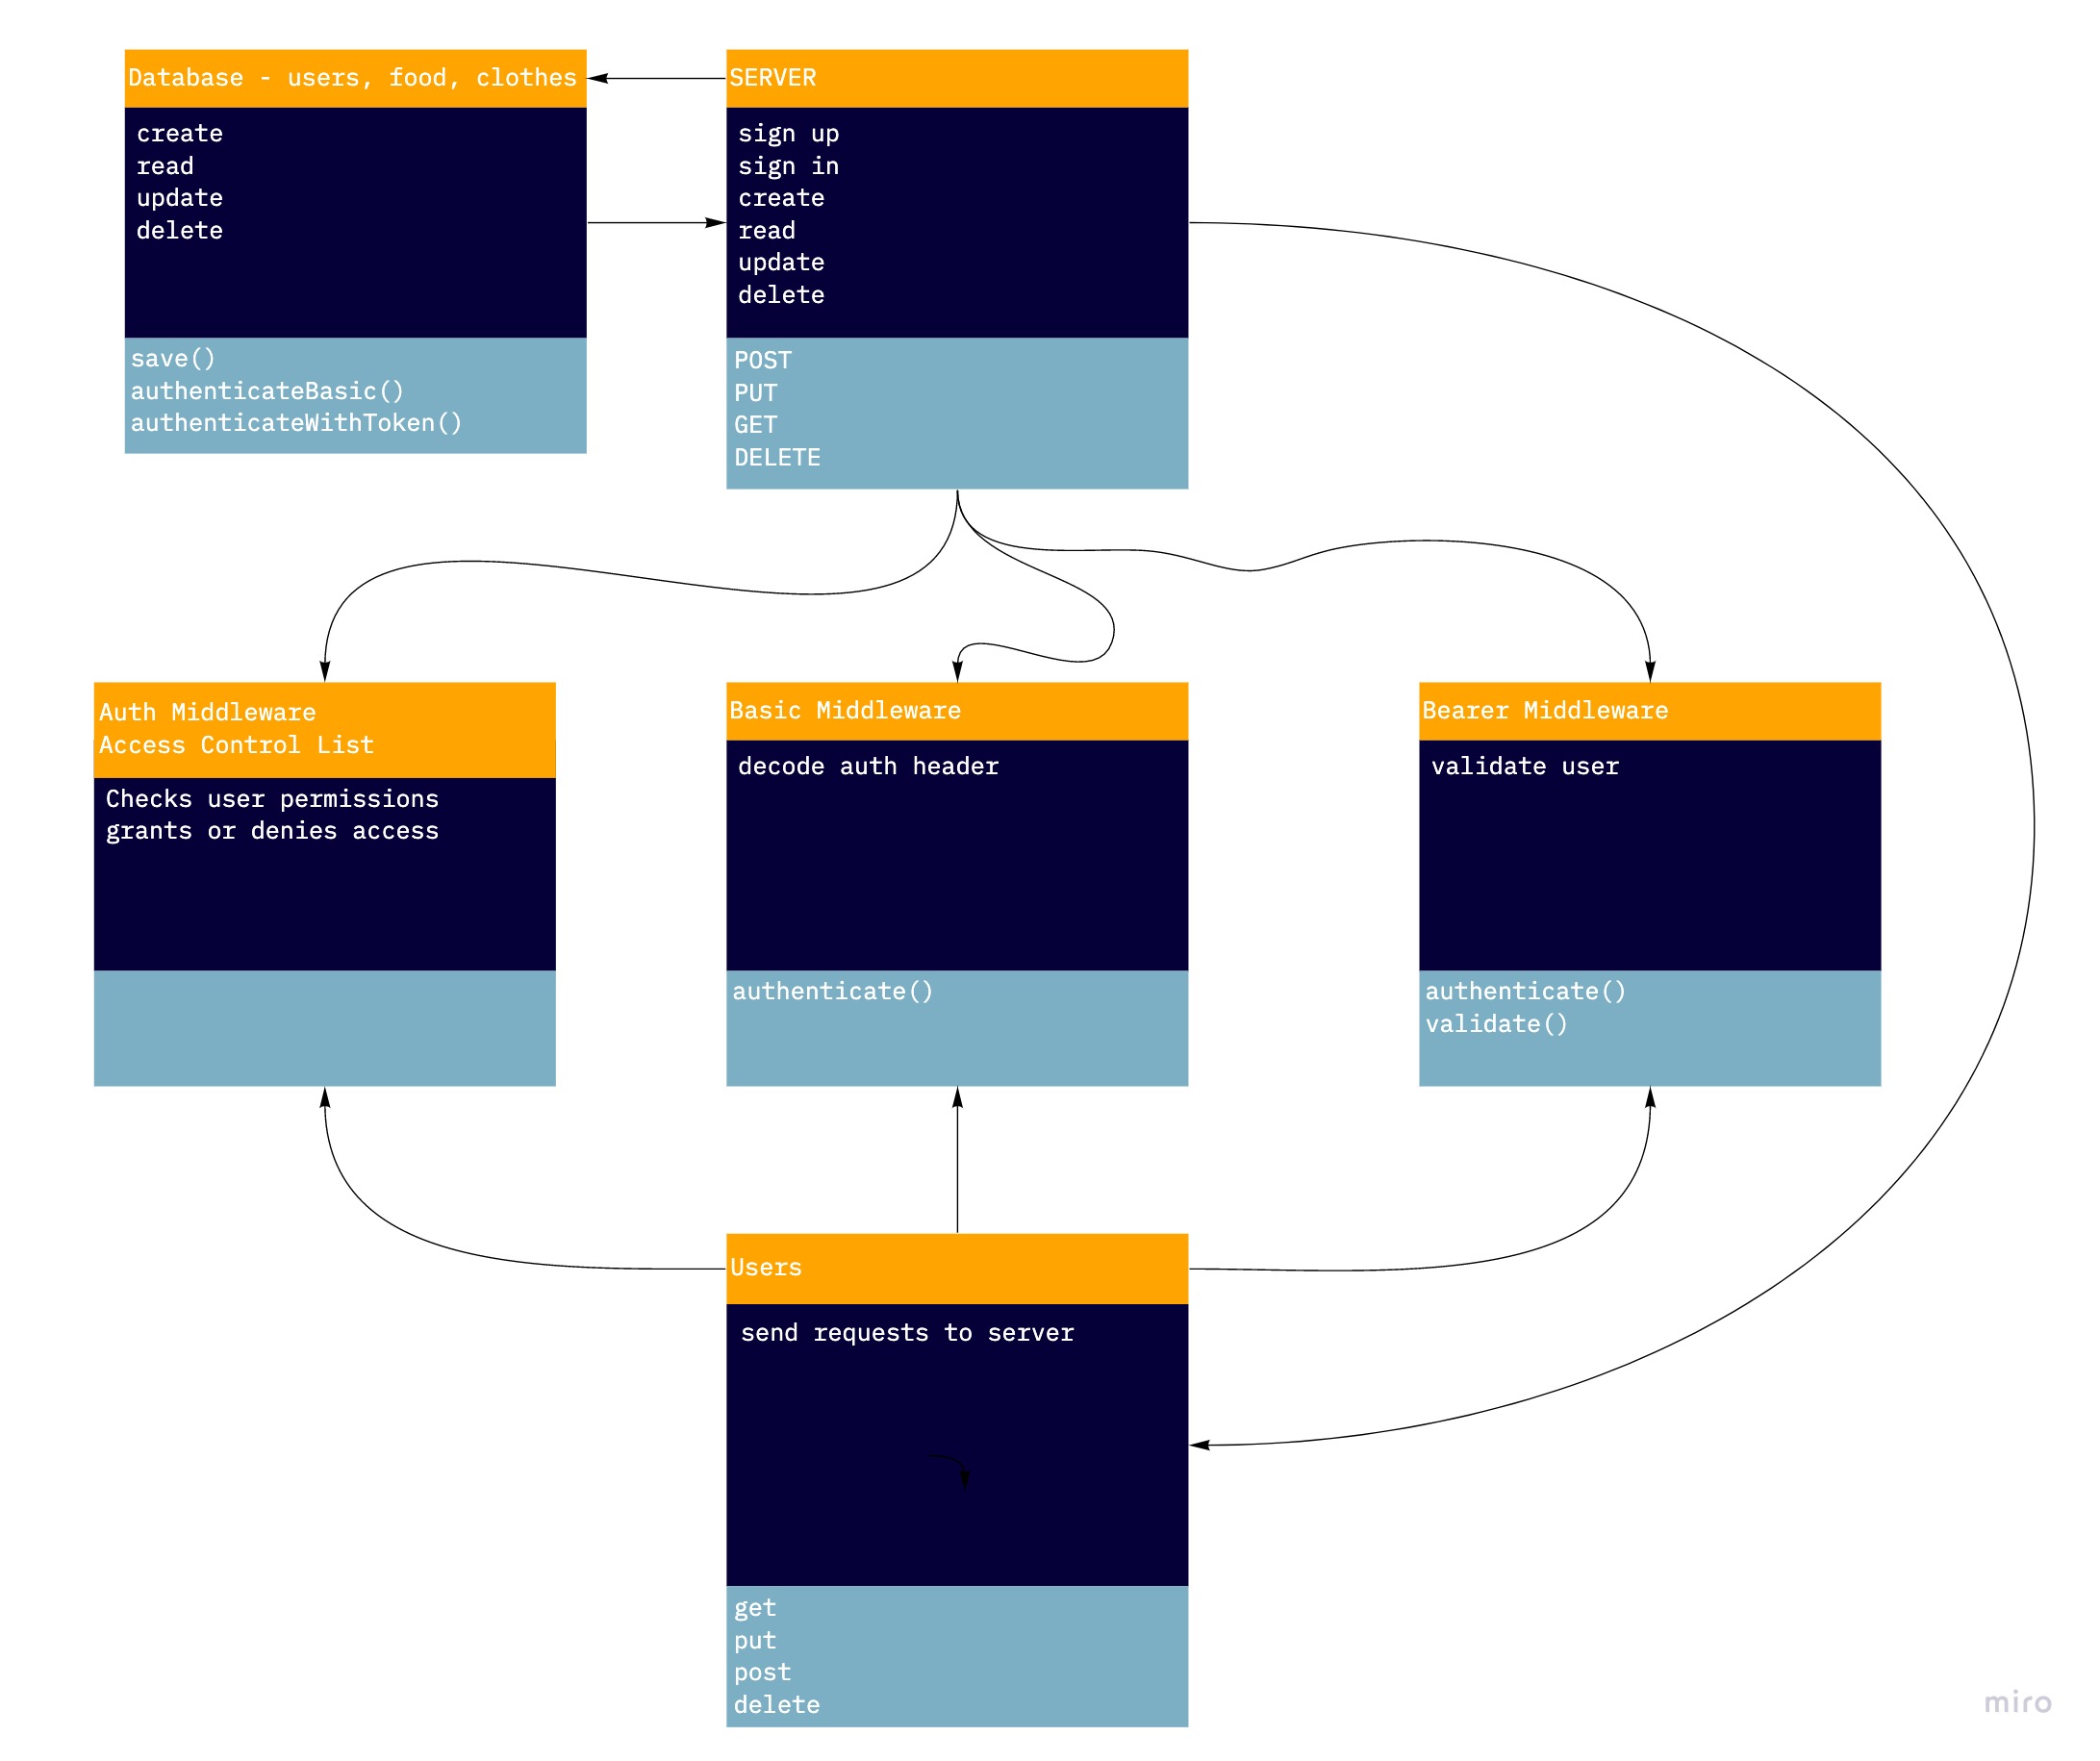 Database - users, food, clothes
create
read
update
delete
save()
authenticateBasic()
authenticateWithToken()
SERVER
sign up
sign in
create
read
update
delete
POST
PUT
GET
DELETE
Auth Middleware
Access Control List
Checks user permissions
grants or denies access
Basic Middleware
decode auth header
authenticate()
Bearer Middleware
validate user
authenticate()
validate()
Users
send requests to server
get
put
post
delete
miro